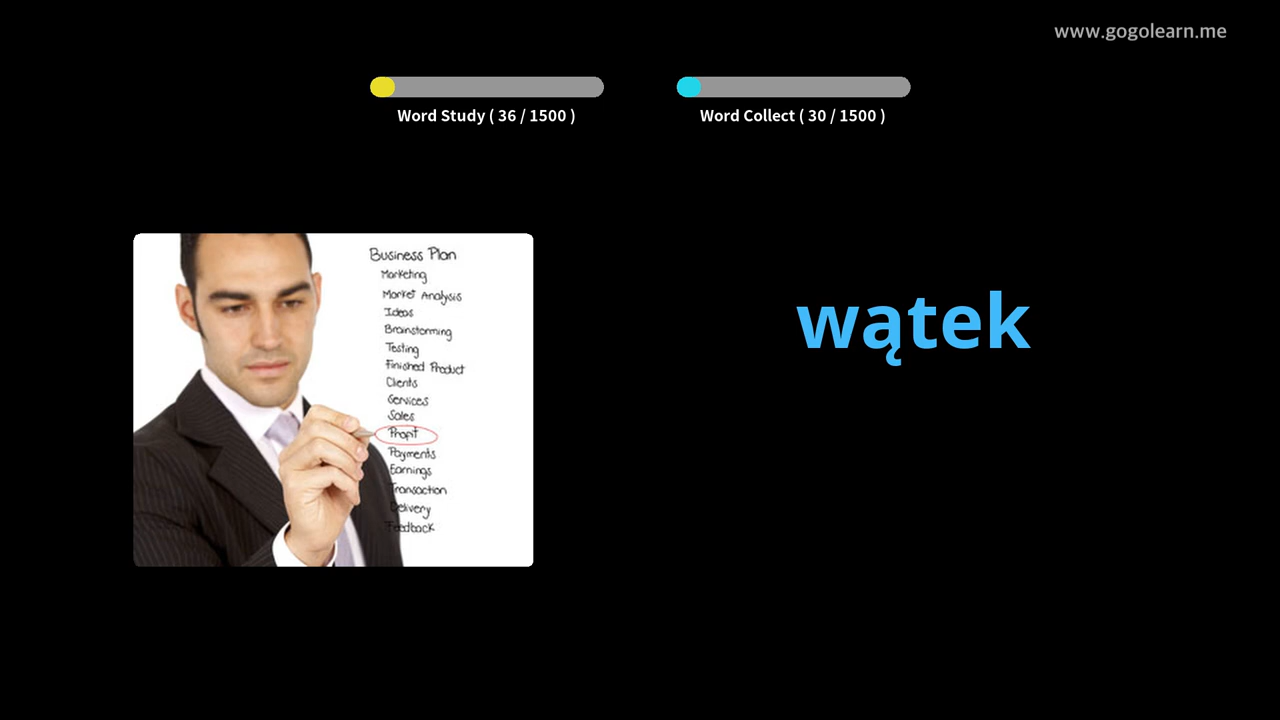 www.gogolearn.me
Word Study ( 36 / 1500 )
Word Collect ( 30 / 1500 )
Business Plan
Marketing
Market Analysis
Ideas
Brainstorming
Testing
Finished Product
Clients
Services
Sales
Profit
Payments
Earnings
Transaction
Delivery
Feedback
wątek